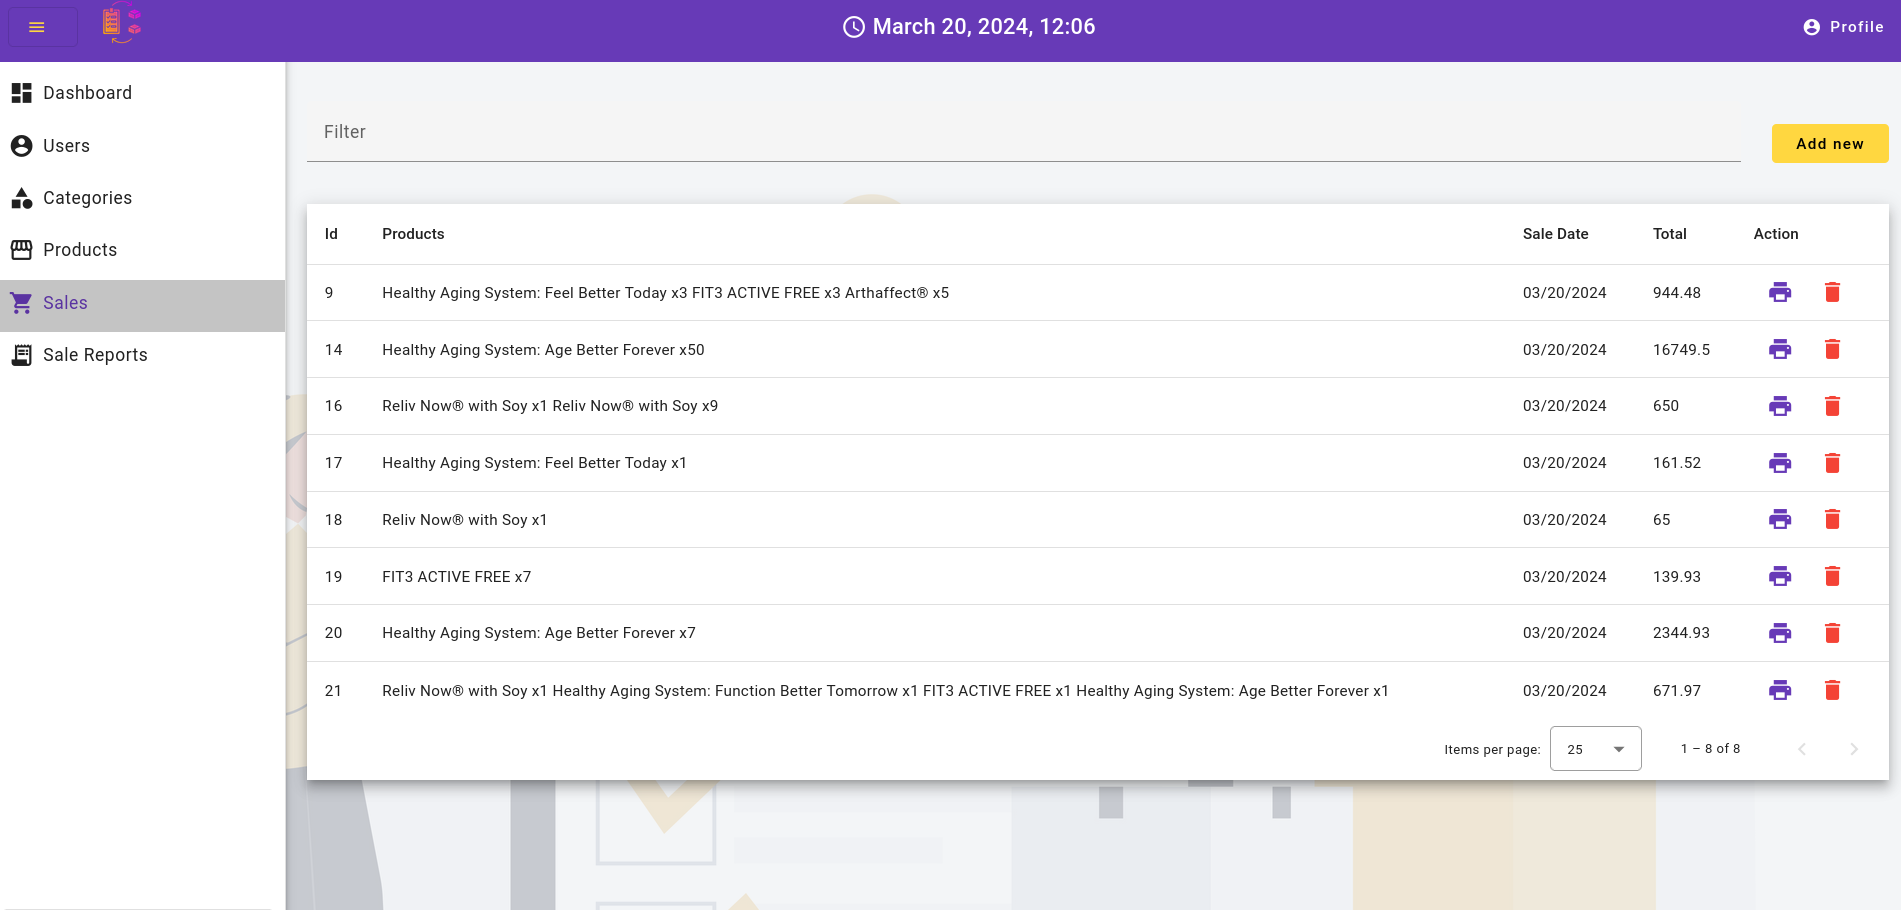 March 20, 2024, 12:06
Profile
Dashboard
Users
Categories
Products
Sales
Sale Reports
Filter
Add new
Id Products Sale Date Total Action
9 Healthy Aging System: Feel Better Today x3 FIT3 ACTIVE FREE x3 Arthaffect® x5 03/20/2024 944.48
14 Healthy Aging System: Age Better Forever x50 03/20/2024 16749.5
16 Reliv Now® with Soy x1 Reliv Now® with Soy x9 03/20/2024 650
17 Healthy Aging System: Feel Better Today x1 03/20/2024 161.52
18 Reliv Now® with Soy x1 03/20/2024 65
19 FIT3 ACTIVE FREE x7 03/20/2024 139.93
20 Healthy Aging System: Age Better Forever x7 03/20/2024 2344.93
21 Reliv Now® with Soy x1 Healthy Aging System: Function Better Tomorrow x1 FIT3 ACTIVE FREE x1 Healthy Aging System: Age Better Forever x1 03/20/2024 671.97
Items per page: 25 1 – 8 of 8